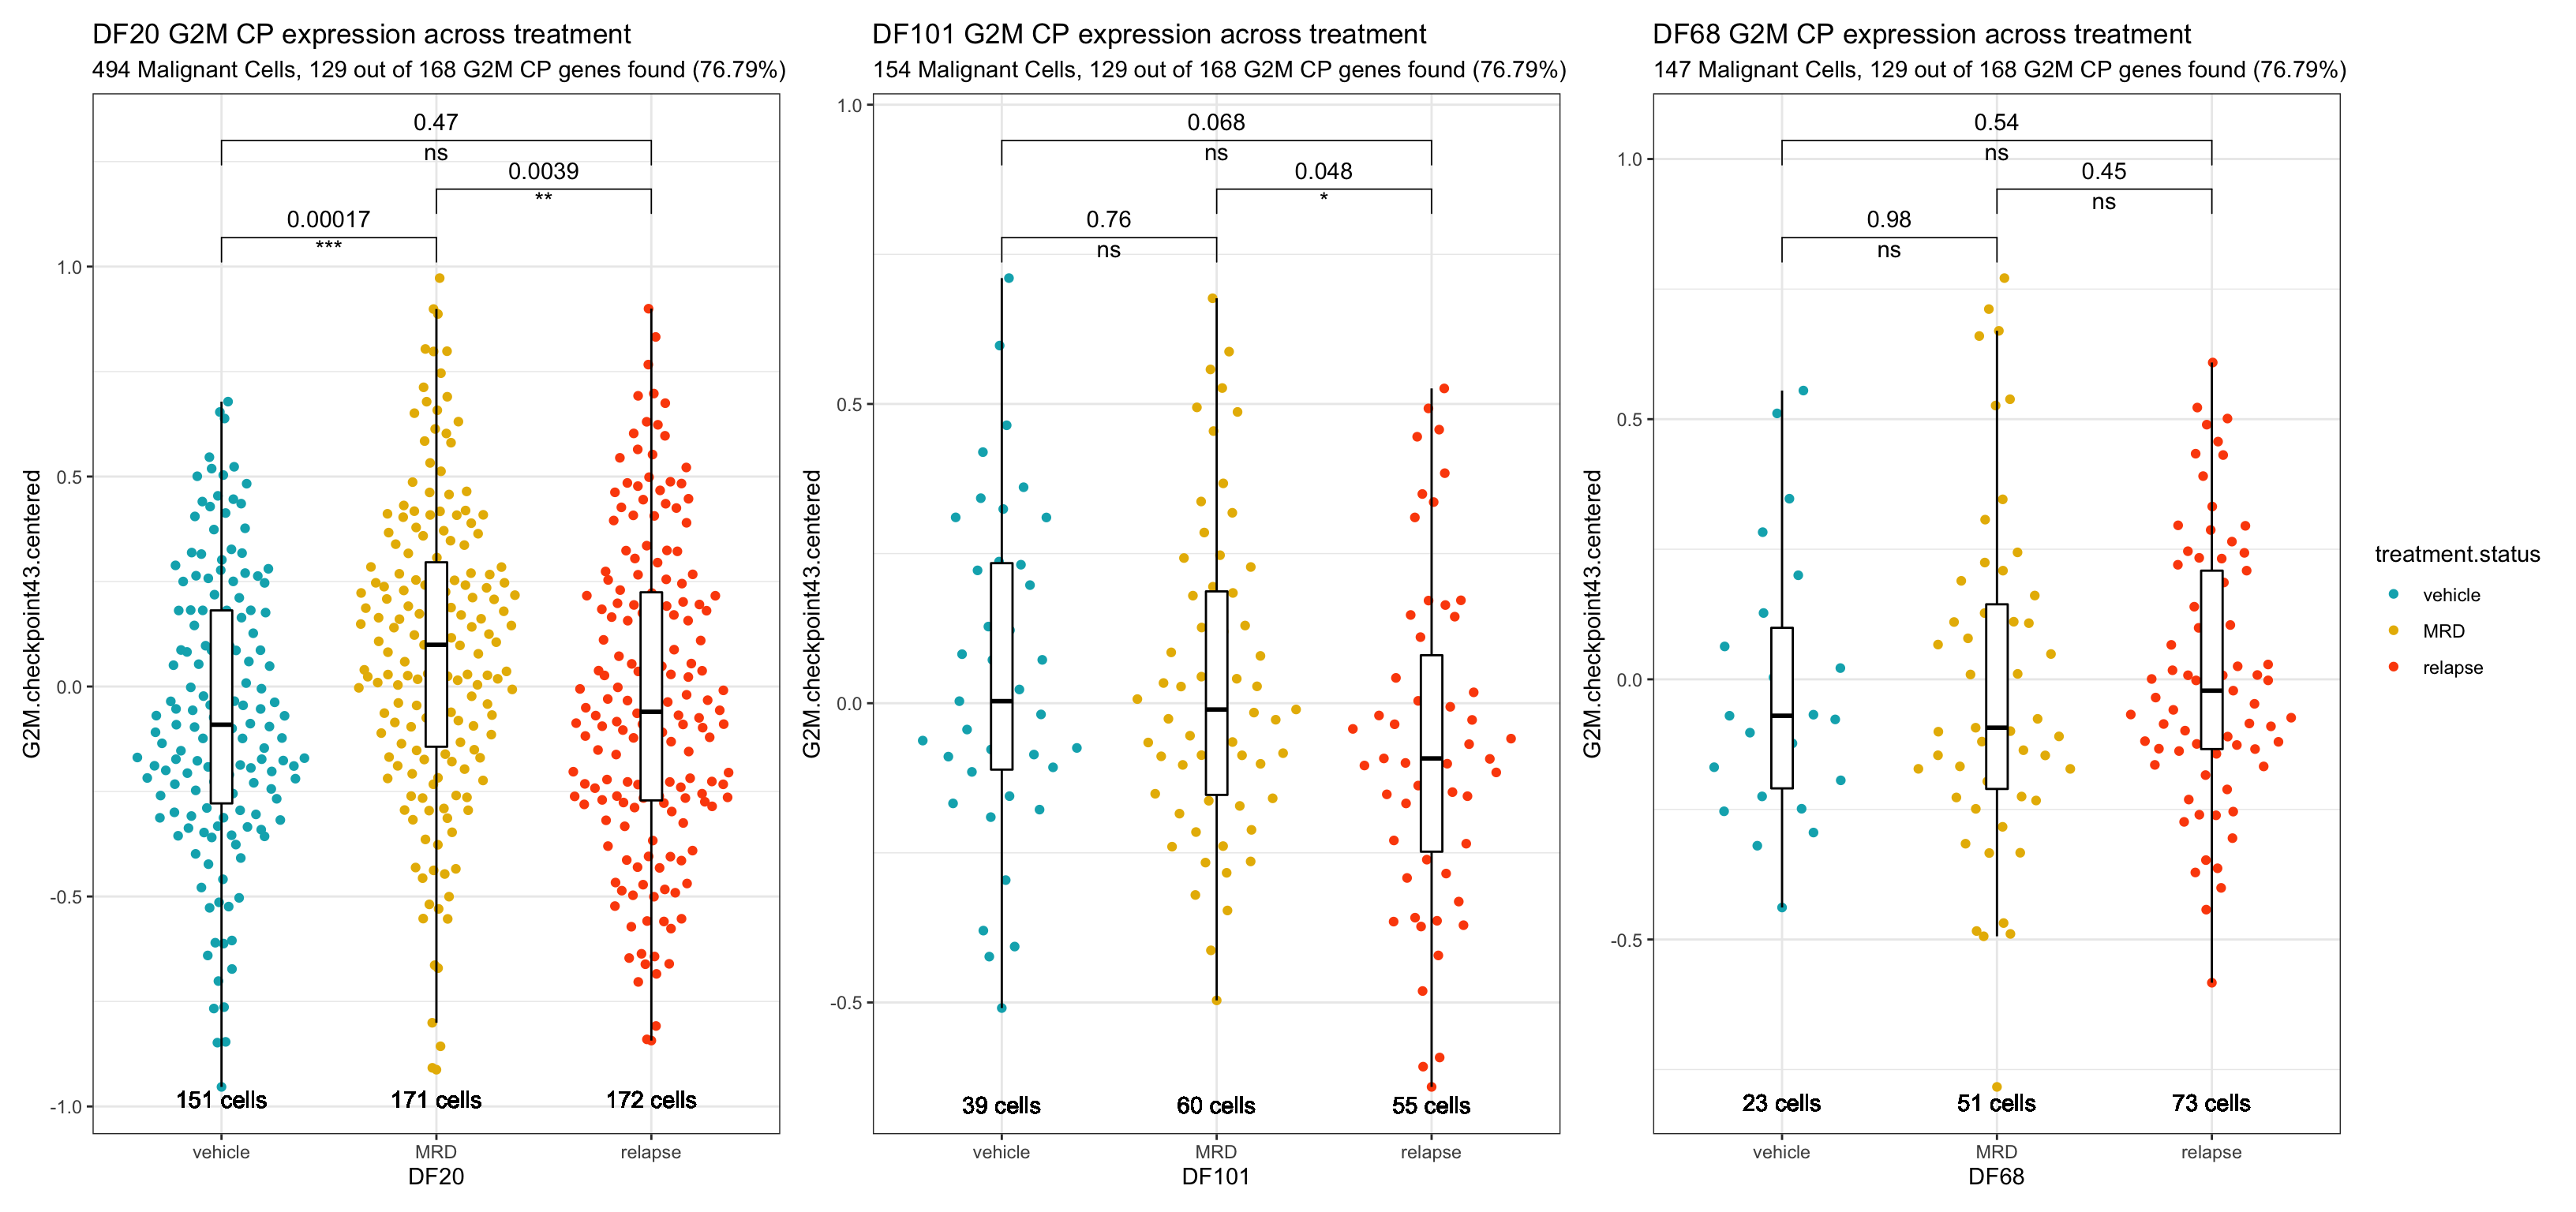 DF20 G2M CP expression across treatment
494 Malignant Cells, 129 out of 168 G2M CP genes found (76.79%)
0.47
ns
0.0039
**
0.00017
***
1.0
0.5
0.0
-0.5
-1.0
G2M.checkpoint43.centered
151 cells
171 cells
172 cells
vehicle
MRD
relapse
DF20
DF101 G2M CP expression across treatment
154 Malignant Cells, 129 out of 168 G2M CP genes found (76.79%)
0.068
ns
0.048
*
0.76
ns
1.0
0.5
0.0
-0.5
G2M.checkpoint43.centered
39 cells
60 cells
55 cells
vehicle
MRD
relapse
DF101
DF68 G2M CP expression across treatment
147 Malignant Cells, 129 out of 168 G2M CP genes found (76.79%)
0.54
ns
0.45
ns
0.98
ns
1.0
0.5
0.0
-0.5
G2M.checkpoint43.centered
23 cells
51 cells
73 cells
vehicle
MRD
relapse
DF68
treatment.status
vehicle
MRD
relapse